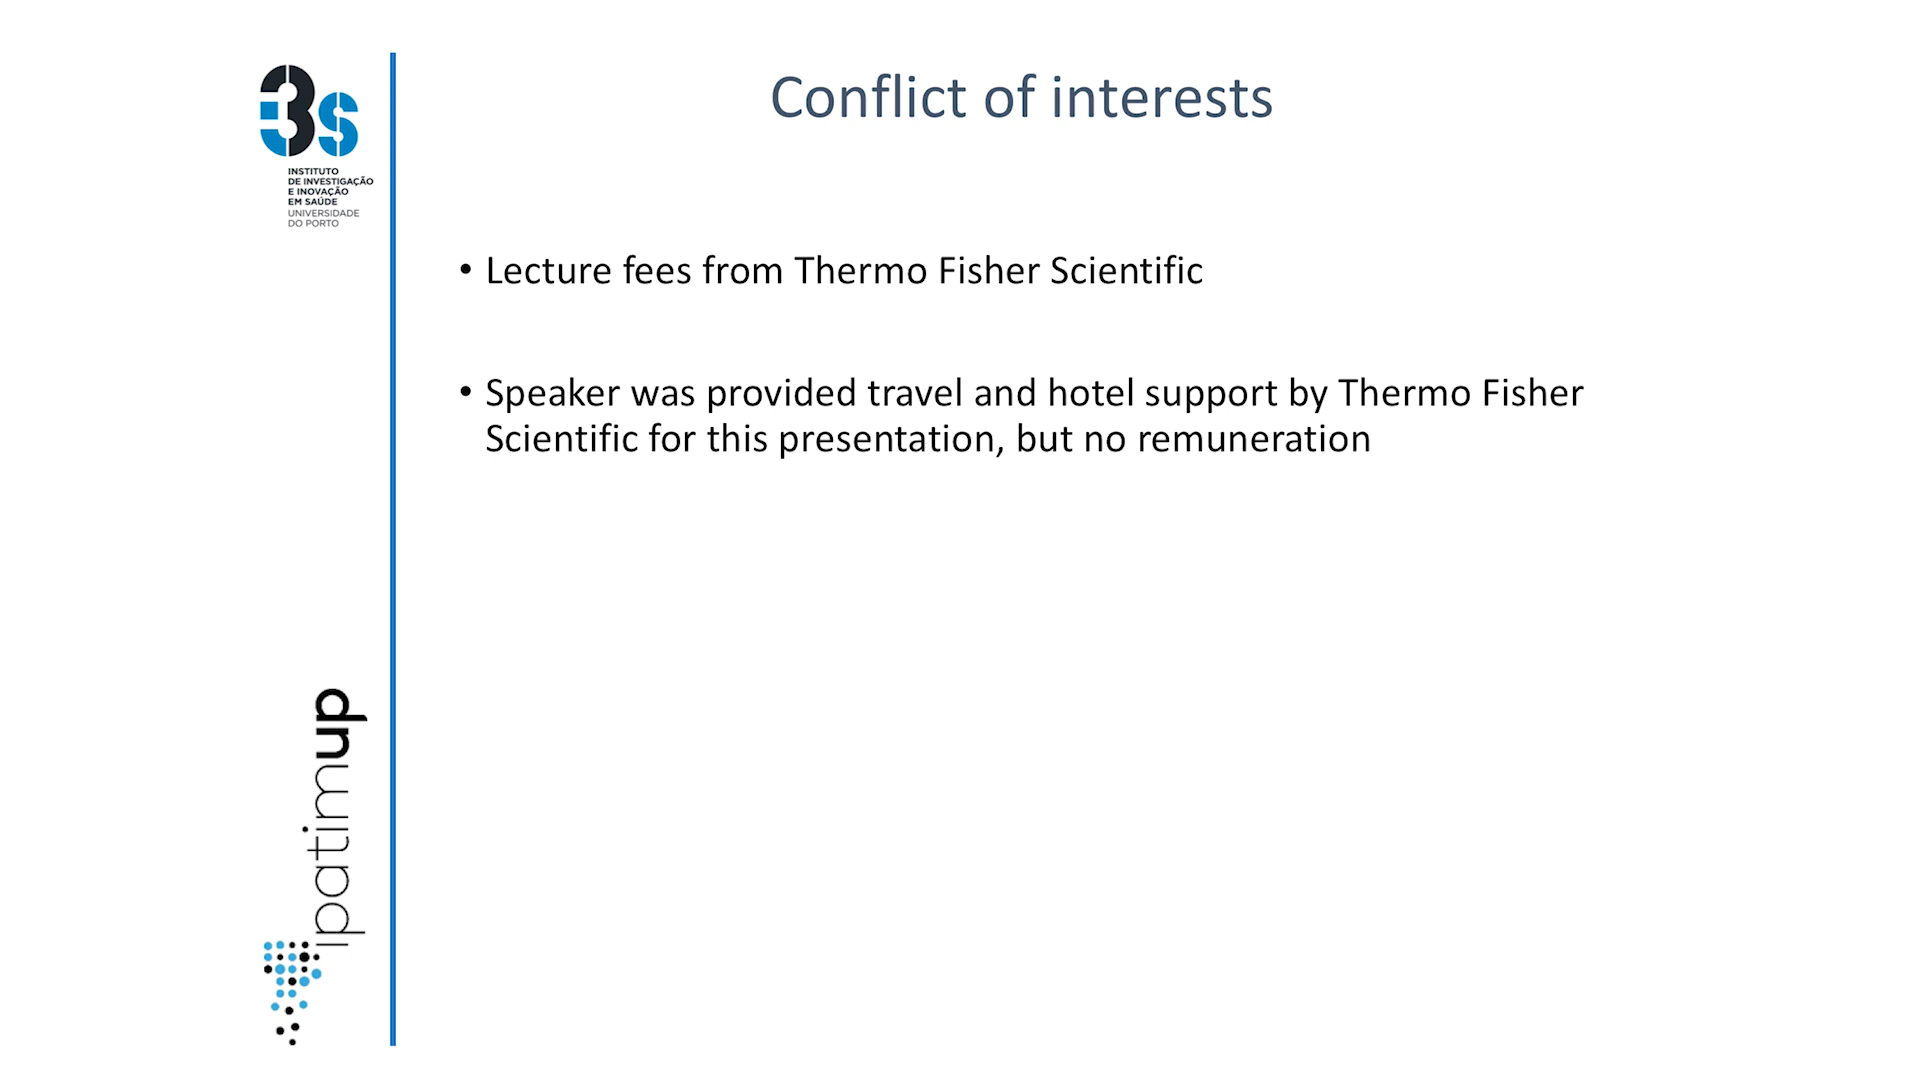 Conflict of interests
i3s
INSTITUTO
DE INVESTIGAÇÃO
E INOVAÇÃO
EM SAÚDE
UNIVERSIDADE
DO PORTO
• Lecture fees from Thermo Fisher Scientific
• Speaker was provided travel and hotel support by Thermo Fisher
Scientific for this presentation, but no remuneration
ipatimup